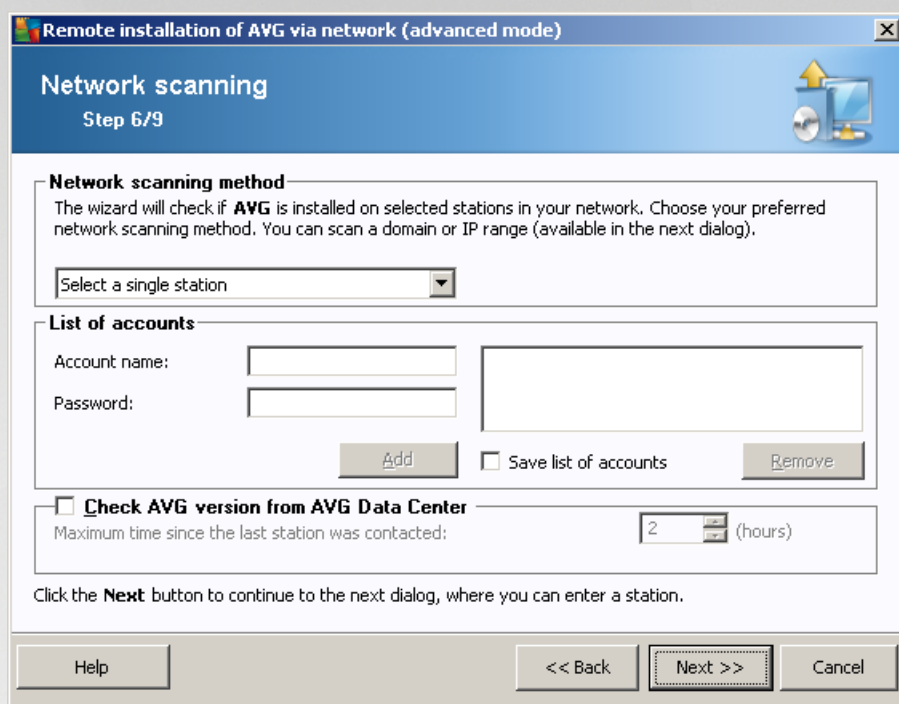 Remote installation of AVG via network (advanced mode)
Network scanning
Step 6/9
Network scanning method
The wizard will check if AVG is installed on selected stations in your network. Choose your preferred
network scanning method. You can scan a domain or IP range (available in the next dialog).
Select a single station
List of accounts
Account name:
Password:
Add
Save list of accounts
Remove
Check AVG version from AVG Data Center
Maximum time since the last station was contacted:
2
(hours)
Click the Next button to continue to the next dialog, where you can enter a station.
Help
<< Back
Next >>
Cancel